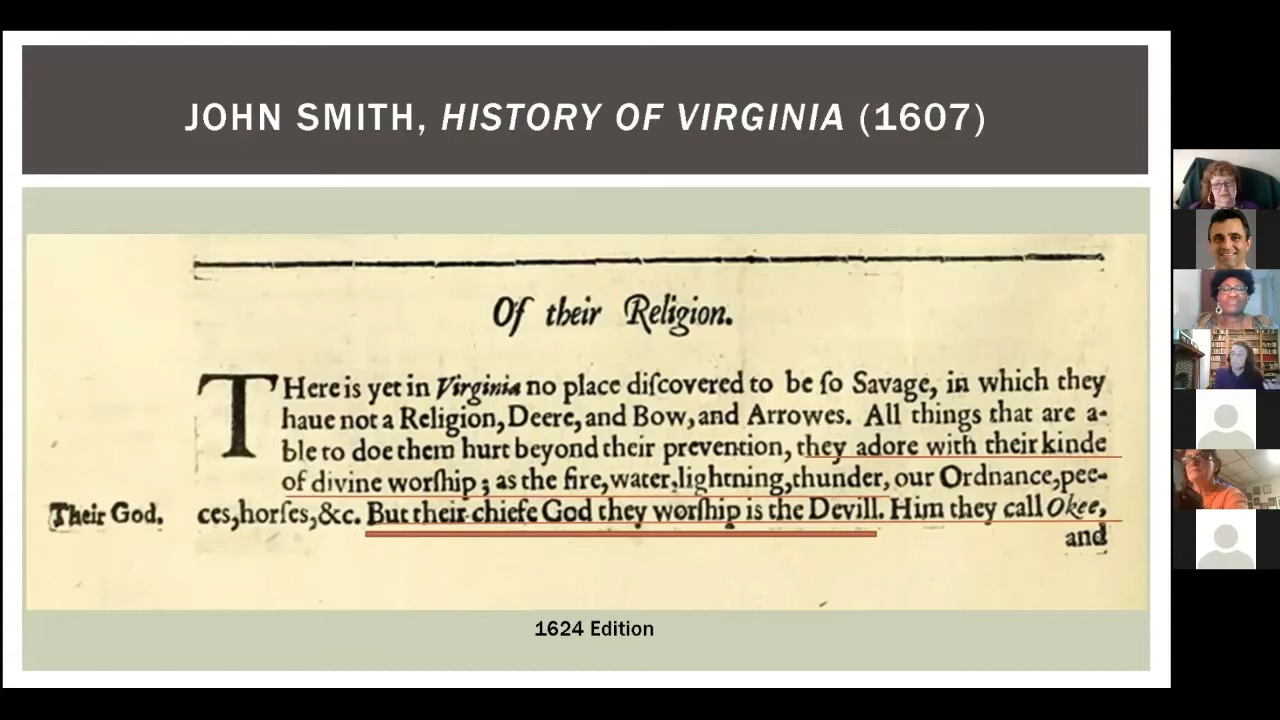 JOHN SMITH, HISTORY OF VIRGINIA (1607)
Of their Religion.
THere is yet in Virginia no place diſcovered to be ſo Savage, in which they
haue not a Religion, Deere, and Bow, and Arrowes. All things that are a-
ble to doe them hurt beyond their prevention, they adore with their kinde
of divine worſhip; as the fire, water, lightning, thunder, our Ordnance, pee-
Their God. ces, horſes, &c. But their chiefe God they worſhip is the Devill. Him they call Okee,
and
1624 Edition